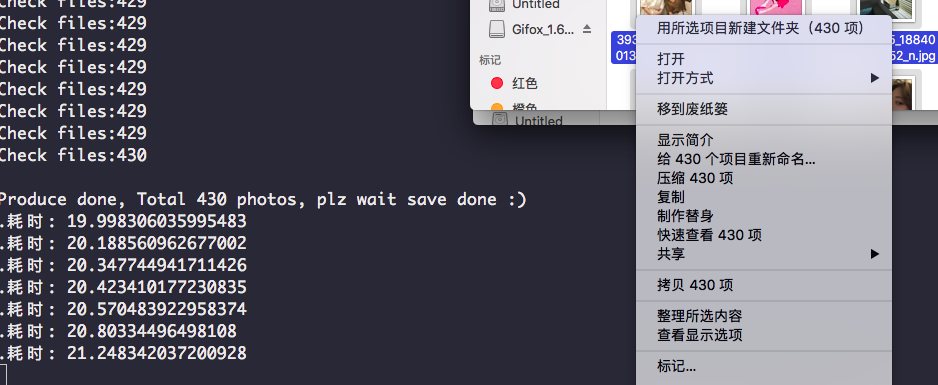 Check files:429
Check files:429
Check files:429
Check files:429
Check files:429
Check files:429
Check files:429
Check files:430
Produce done, Total 430 photos, plz wait save done :)
.耗时: 19.998306035995483
.耗时: 20.188560962677002
.耗时: 20.347744941711426
.耗时: 20.423410177230835
.耗时: 20.570483922958374
.耗时: 20.80334496498108
.耗时: 21.248342037200928
Untitled
Gifox_1.6...
标记
红色
橙色
Untitled
393
013
5_18840
52_n.jpg
用所选项目新建文件夹（430 项）
打开
打开方式
移到废纸篓
显示简介
给 430 个项目重新命名...
压缩 430 项
复制
制作替身
快速查看 430 项
共享
拷贝 430 项
整理所选内容
查看显示选项
标记...